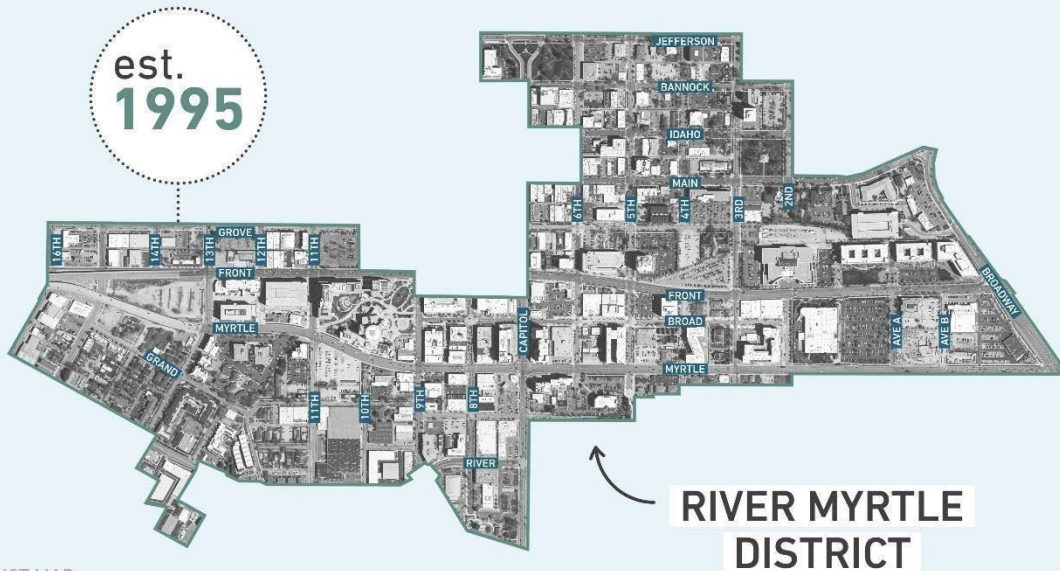 est.
1995
JEFFERSON
BANNOCK
IDAHO
MAIN
6TH
5TH
4TH
3RD
2ND
GROVE
16TH
14TH
13TH
12TH
11TH
FRONT
FRONT
BROADWAY
MYRTLE
CAPITOL
BROAD
AVE A
AVE B
GRAND
MYRTLE
11TH
10TH
9TH
8TH
RIVER
RIVER MYRTLE
DISTRICT